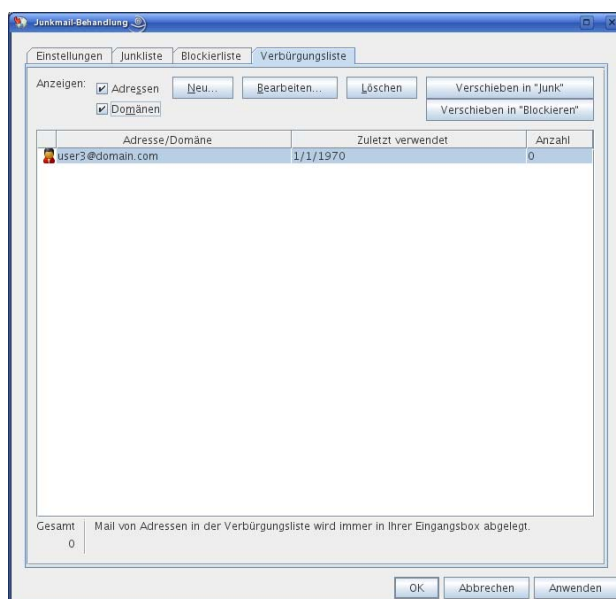 Junkmail-Behandlung
Einstellungen Junkliste Blockierliste Verbürgungsliste
Anzeigen: Adressen Neu... Bearbeiten... Löschen Verschieben in "Junk"
Domänen Verschieben in "Blockieren"
Adresse/Domäne Zuletzt verwendet Anzahl
user3@domain.com 1/1/1970 0
Gesamt Mail von Adressen in der Verbürgungsliste wird immer in Ihrer Eingangsbox abgelegt.
0
OK Abbrechen Anwenden